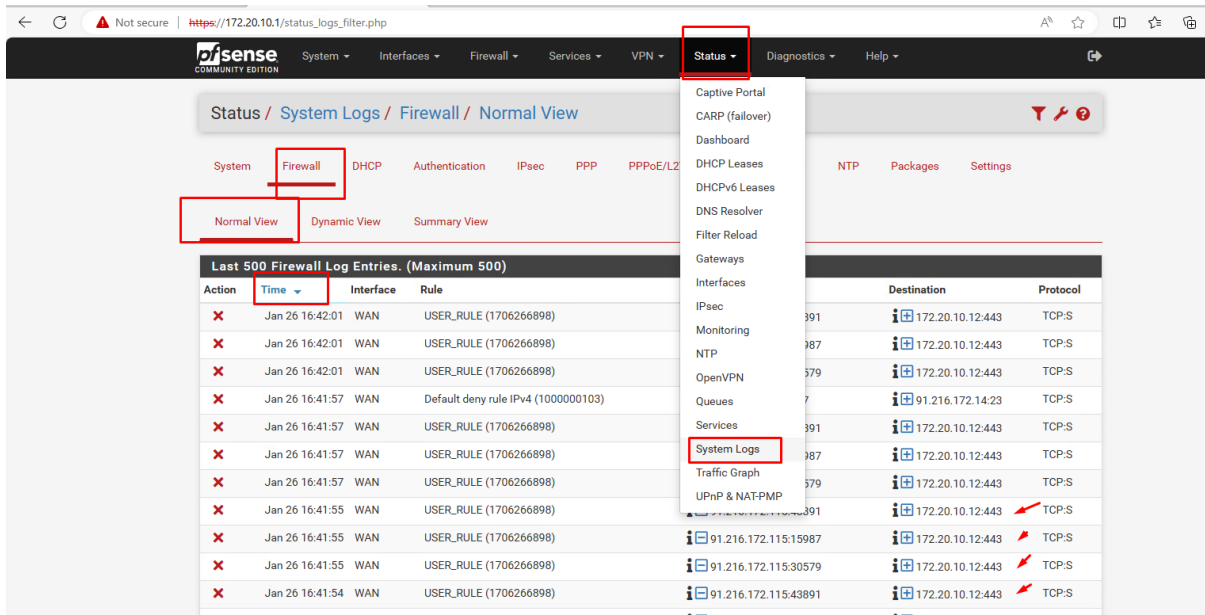 Not secure https://172.20.10.1/status_logs_filter.php
pfsense System Interfaces Firewall Services VPN Status Diagnostics Help
COMMUNITY EDITION
Captive Portal
CARP (failover)
Dashboard
DHCP Leases
DHCPv6 Leases
DNS Resolver
Filter Reload
Gateways
Interfaces
IPsec
Monitoring
NTP
OpenVPN
Queues
Services
System Logs
Traffic Graph
UPnP & NAT-PMP
Status / System Logs / Firewall / Normal View
System Firewall DHCP Authentication IPsec PPP PPPoE/L2 NTP Packages Settings
Normal View Dynamic View Summary View
Last 500 Firewall Log Entries. (Maximum 500)
Action Time Interface Rule Destination Protocol
Jan 26 16:42:01 WAN USER_RULE (1706266898) 391 172.20.10.12:443 TCP:S
Jan 26 16:42:01 WAN USER_RULE (1706266898) 987 172.20.10.12:443 TCP:S
Jan 26 16:42:01 WAN USER_RULE (1706266898) 579 172.20.10.12:443 TCP:S
Jan 26 16:41:57 WAN Default deny rule IPv4 (1000000103) 91.216.172.14:23 TCP:S
Jan 26 16:41:57 WAN USER_RULE (1706266898) 391 172.20.10.12:443 TCP:S
Jan 26 16:41:57 WAN USER_RULE (1706266898) 987 172.20.10.12:443 TCP:S
Jan 26 16:41:57 WAN USER_RULE (1706266898) 579 172.20.10.12:443 TCP:S
Jan 26 16:41:55 WAN USER_RULE (1706266898) 91.216.172.115:43891 172.20.10.12:443 TCP:S
Jan 26 16:41:55 WAN USER_RULE (1706266898) 91.216.172.115:15987 172.20.10.12:443 TCP:S
Jan 26 16:41:55 WAN USER_RULE (1706266898) 91.216.172.115:30579 172.20.10.12:443 TCP:S
Jan 26 16:41:54 WAN USER_RULE (1706266898) 91.216.172.115:43891 172.20.10.12:443 TCP:S